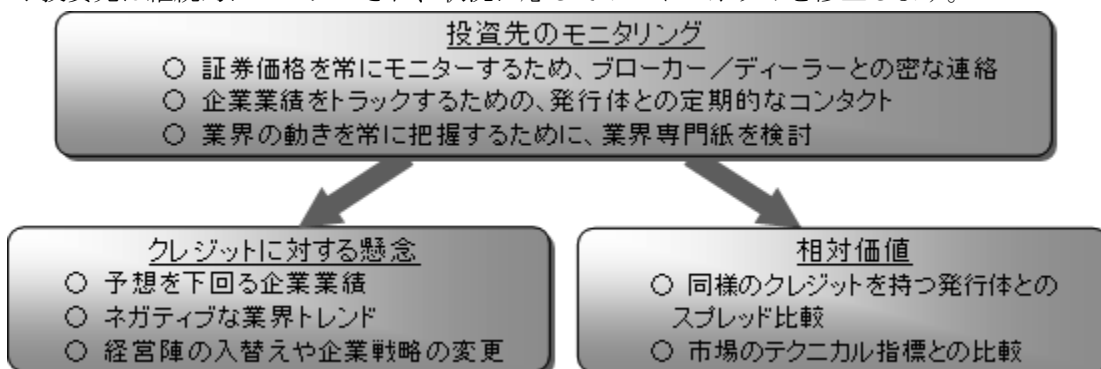 投資先のモニタリング
○ 証券価格を常にモニターするため、ブローカー／ディーラーとの密な連絡
○ 企業業績をトラックするための、発行体との定期的なコンタクト
○ 業界の動きを常に把握するために、業界専門紙を検討
クレジットに対する懸念
○ 予想を下回る企業業績
○ ネガティブな業界トレンド
○ 経営陣の入替えや企業戦略の変更
相対価値
○ 同様のクレジットを持つ発行体との
スプレッド比較
○ 市場のテクニカル指標との比較